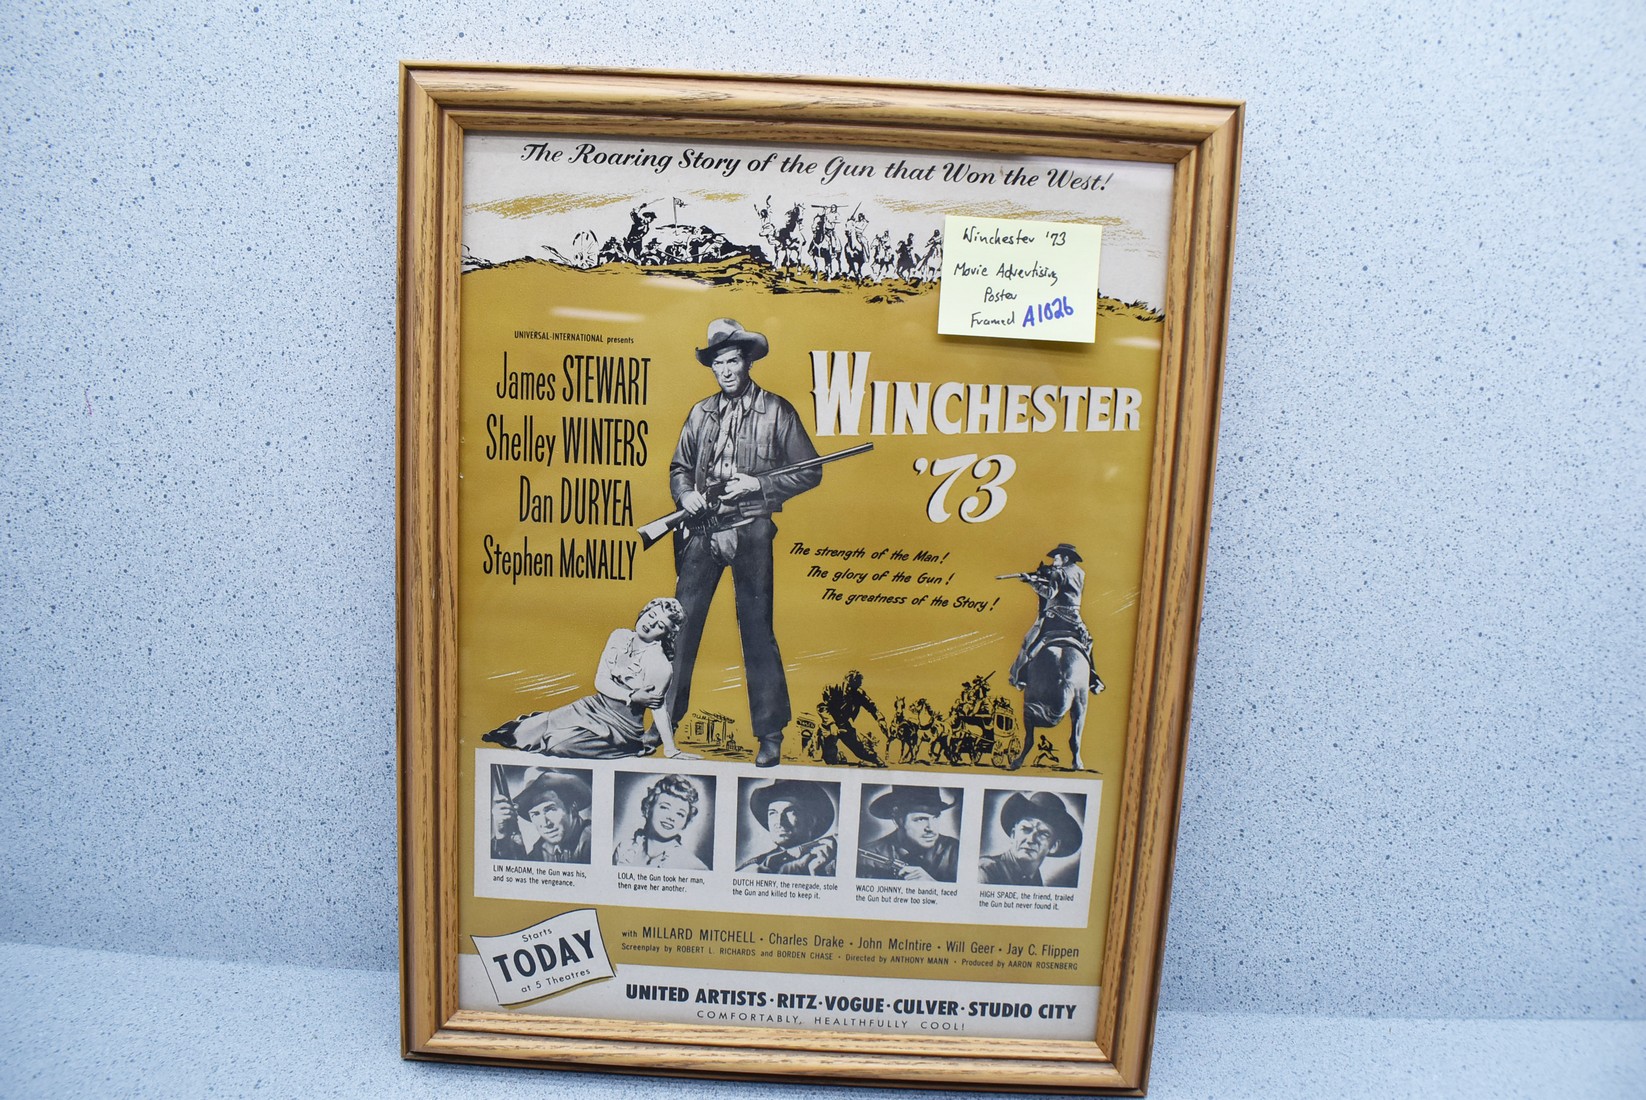 The Roaring Story of the Gun that Won the West!
Winchester '73
Movie Advertising
Poster
Framed A1026
UNIVERSAL-INTERNATIONAL presents
James STEWART
Shelley WINTERS
Dan DURYEA
Stephen McNALLY
WINCHESTER
'73
The strength of the Man!
The glory of the Gun!
The greatness of the Story!
LIN McADAM, the Gun was his,
and so was the vengeance.
LOLA, the Gun took her man,
then gave her another.
DUTCH HENRY, the renegade, stole
the Gun and killed to keep it.
WACO JOHNNY, the bandit, faced
the Gun but drew too slow.
HIGH SPADE, the friend, trailed
the Gun but never found it.
with MILLARD MITCHELL · Charles Drake · John McIntire · Will Geer · Jay C. Flippen
Screenplay by ROBERT L. RICHARDS and BORDEN CHASE · Directed by ANTHONY MANN · Produced by AARON ROSENBERG
Starts
TODAY
at 5 Theatres
UNITED ARTISTS · RITZ · VOGUE · CULVER · STUDIO CITY
COMFORTABLY, HEALTHFULLY COOL!